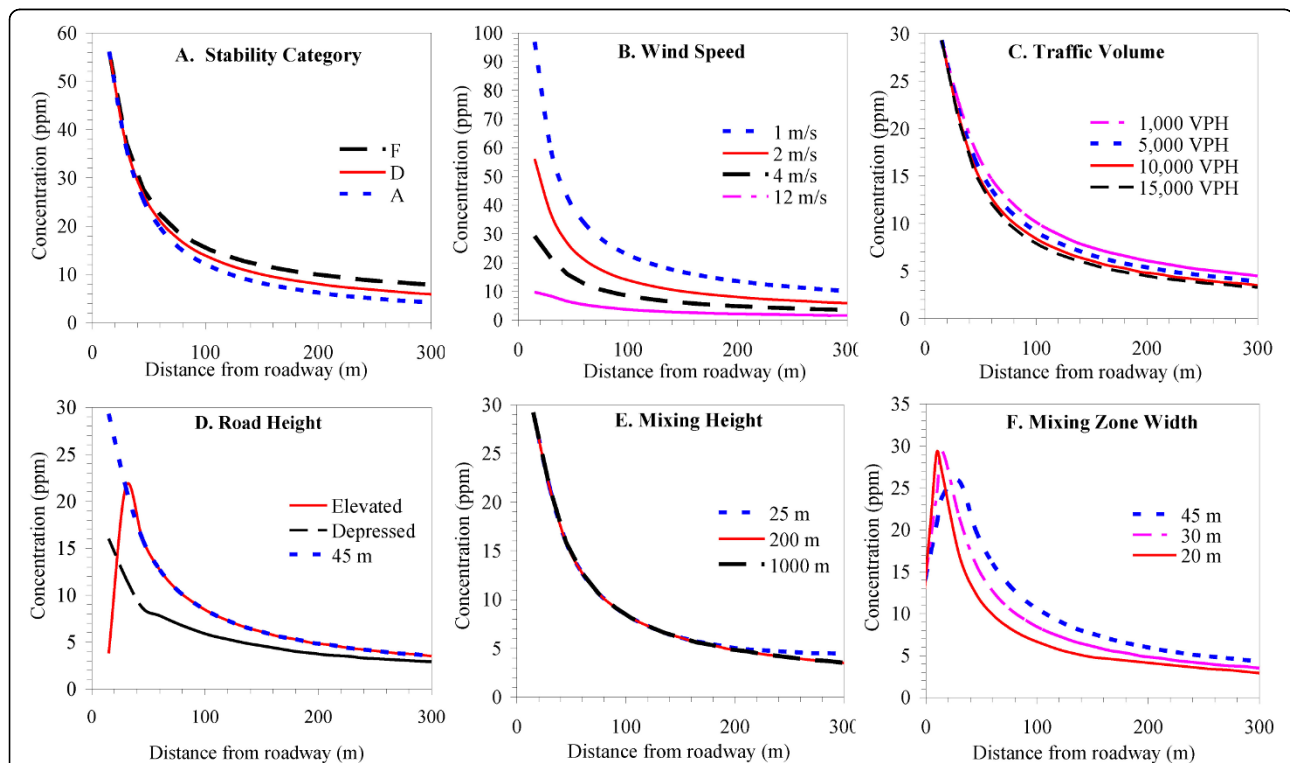 A. Stability Category
Concentration (ppm)
60
50
40
30
20
10
0
F
D
A
0
100
200
300
Distance from roadway (m)
B. Wind Speed
Concentration (ppm)
100
90
80
70
60
50
40
30
20
10
0
1 m/s
2 m/s
4 m/s
12 m/s
0
100
200
300
Distance from roadway (m)
C. Traffic Volume
Concentration (ppm)
30
25
20
15
10
5
0
1,000 VPH
5,000 VPH
10,000 VPH
15,000 VPH
0
100
200
300
Distance from roadway (m)
D. Road Height
Concentration (ppm)
30
25
20
15
10
5
0
Elevated
Depressed
45 m
0
100
200
300
Distance from roadway (m)
E. Mixing Height
Concentration (ppm)
30
25
20
15
10
5
0
25 m
200 m
1000 m
0
100
200
300
Distance from roadway (m)
F. Mixing Zone Width
Concentration (ppm)
35
30
25
20
15
10
5
0
45 m
30 m
20 m
0
100
200
300
Distance from roadway (m)